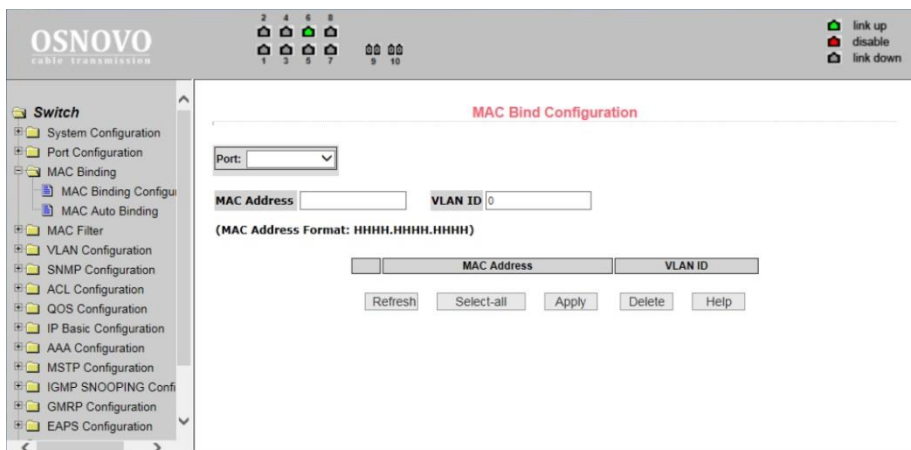 OSNOVO
cable transmission
2 4 6 8
1 3 5 7 9 10
link up
disable
link down
Switch
System Configuration
Port Configuration
MAC Binding
MAC Binding Configu
MAC Auto Binding
MAC Filter
VLAN Configuration
SNMP Configuration
ACL Configuration
QOS Configuration
IP Basic Configuration
AAA Configuration
MSTP Configuration
IGMP SNOOPING Confi
GMRP Configuration
EAPS Configuration
MAC Bind Configuration
Port:
MAC Address VLAN ID 0
(MAC Address Format: HHHH.HHHH.HHHH)
MAC Address VLAN ID
Refresh Select-all Apply Delete Help